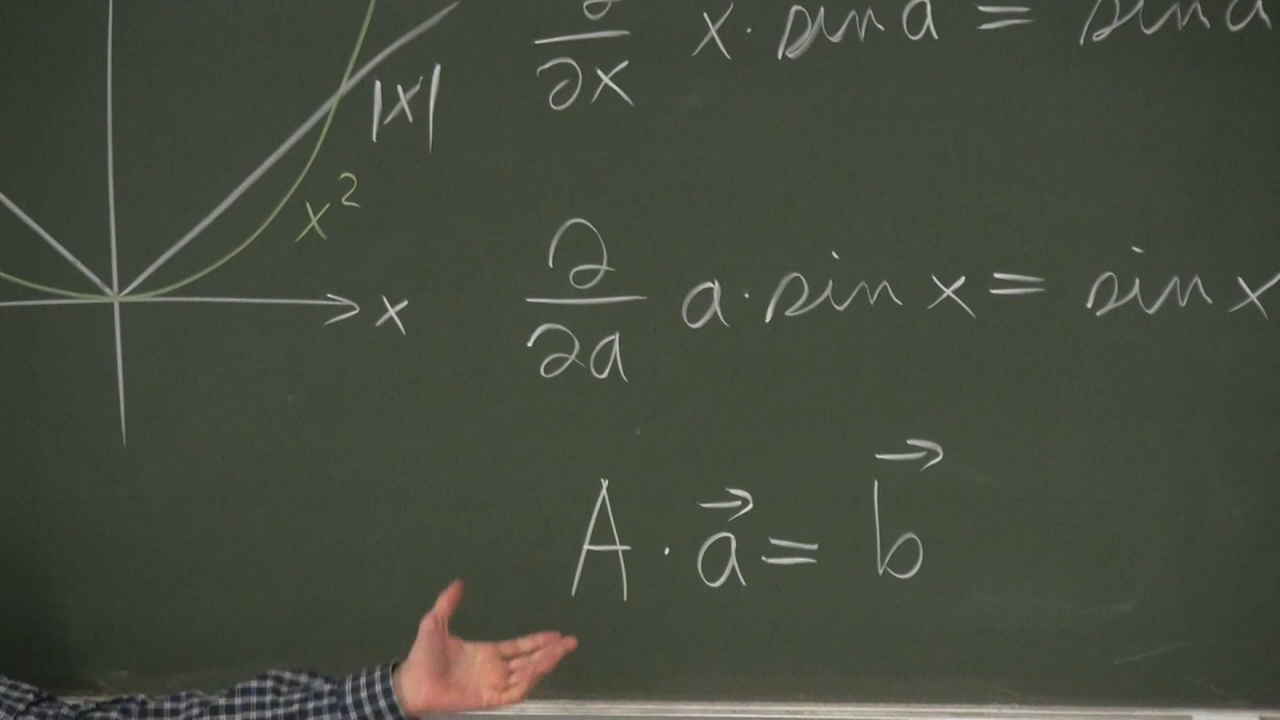 |x|
x²
x
∂/∂x x · sin a = sin a
∂/∂a a · sin x = sin x
A · a⃗ = b⃗